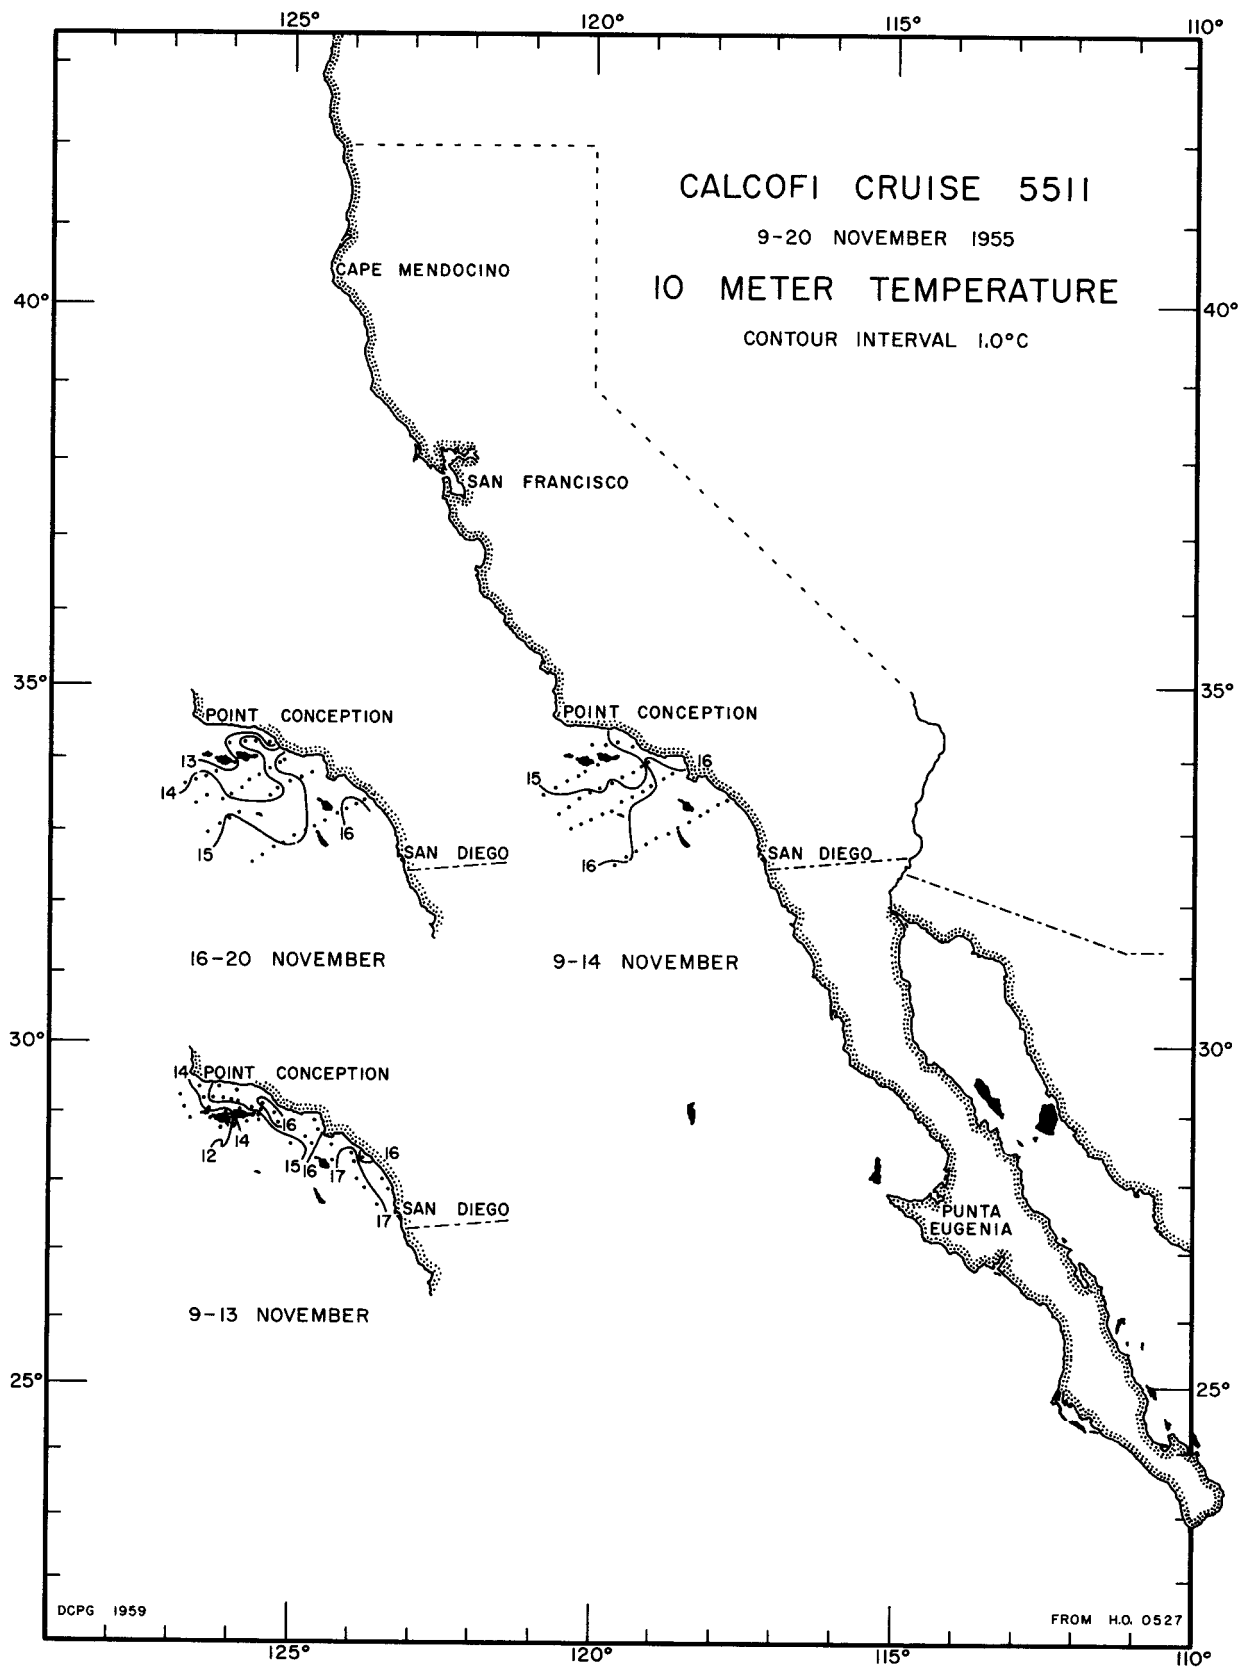 125° 120° 115° 110°
CALCOFI CRUISE 5511
9-20 NOVEMBER 1955
CAPE MENDOCINO
10 METER TEMPERATURE
40° 40°
CONTOUR INTERVAL 1.0°C
SAN FRANCISCO
35° 35°
POINT CONCEPTION
13
14
15
16
SAN DIEGO
16-20 NOVEMBER
POINT CONCEPTION
16
15
16
SAN DIEGO
9-14 NOVEMBER
30° 30°
14 POINT CONCEPTION
16
14
12
15
16
17
16
17
SAN DIEGO
9-13 NOVEMBER
PUNTA
EUGENIA
25° 25°
DCPG 1959
FROM H.O. 0527
125° 120° 115° 110°